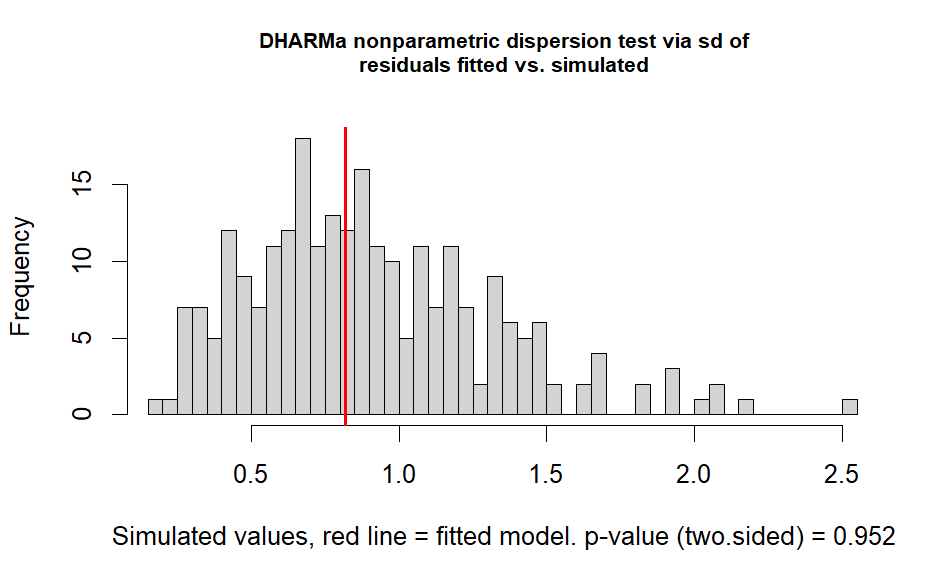 DHARMa nonparametric dispersion test via sd of
residuals fitted vs. simulated
Frequency
15
10
5
0
0.5 1.0 1.5 2.0 2.5
Simulated values, red line = fitted model. p-value (two.sided) = 0.952